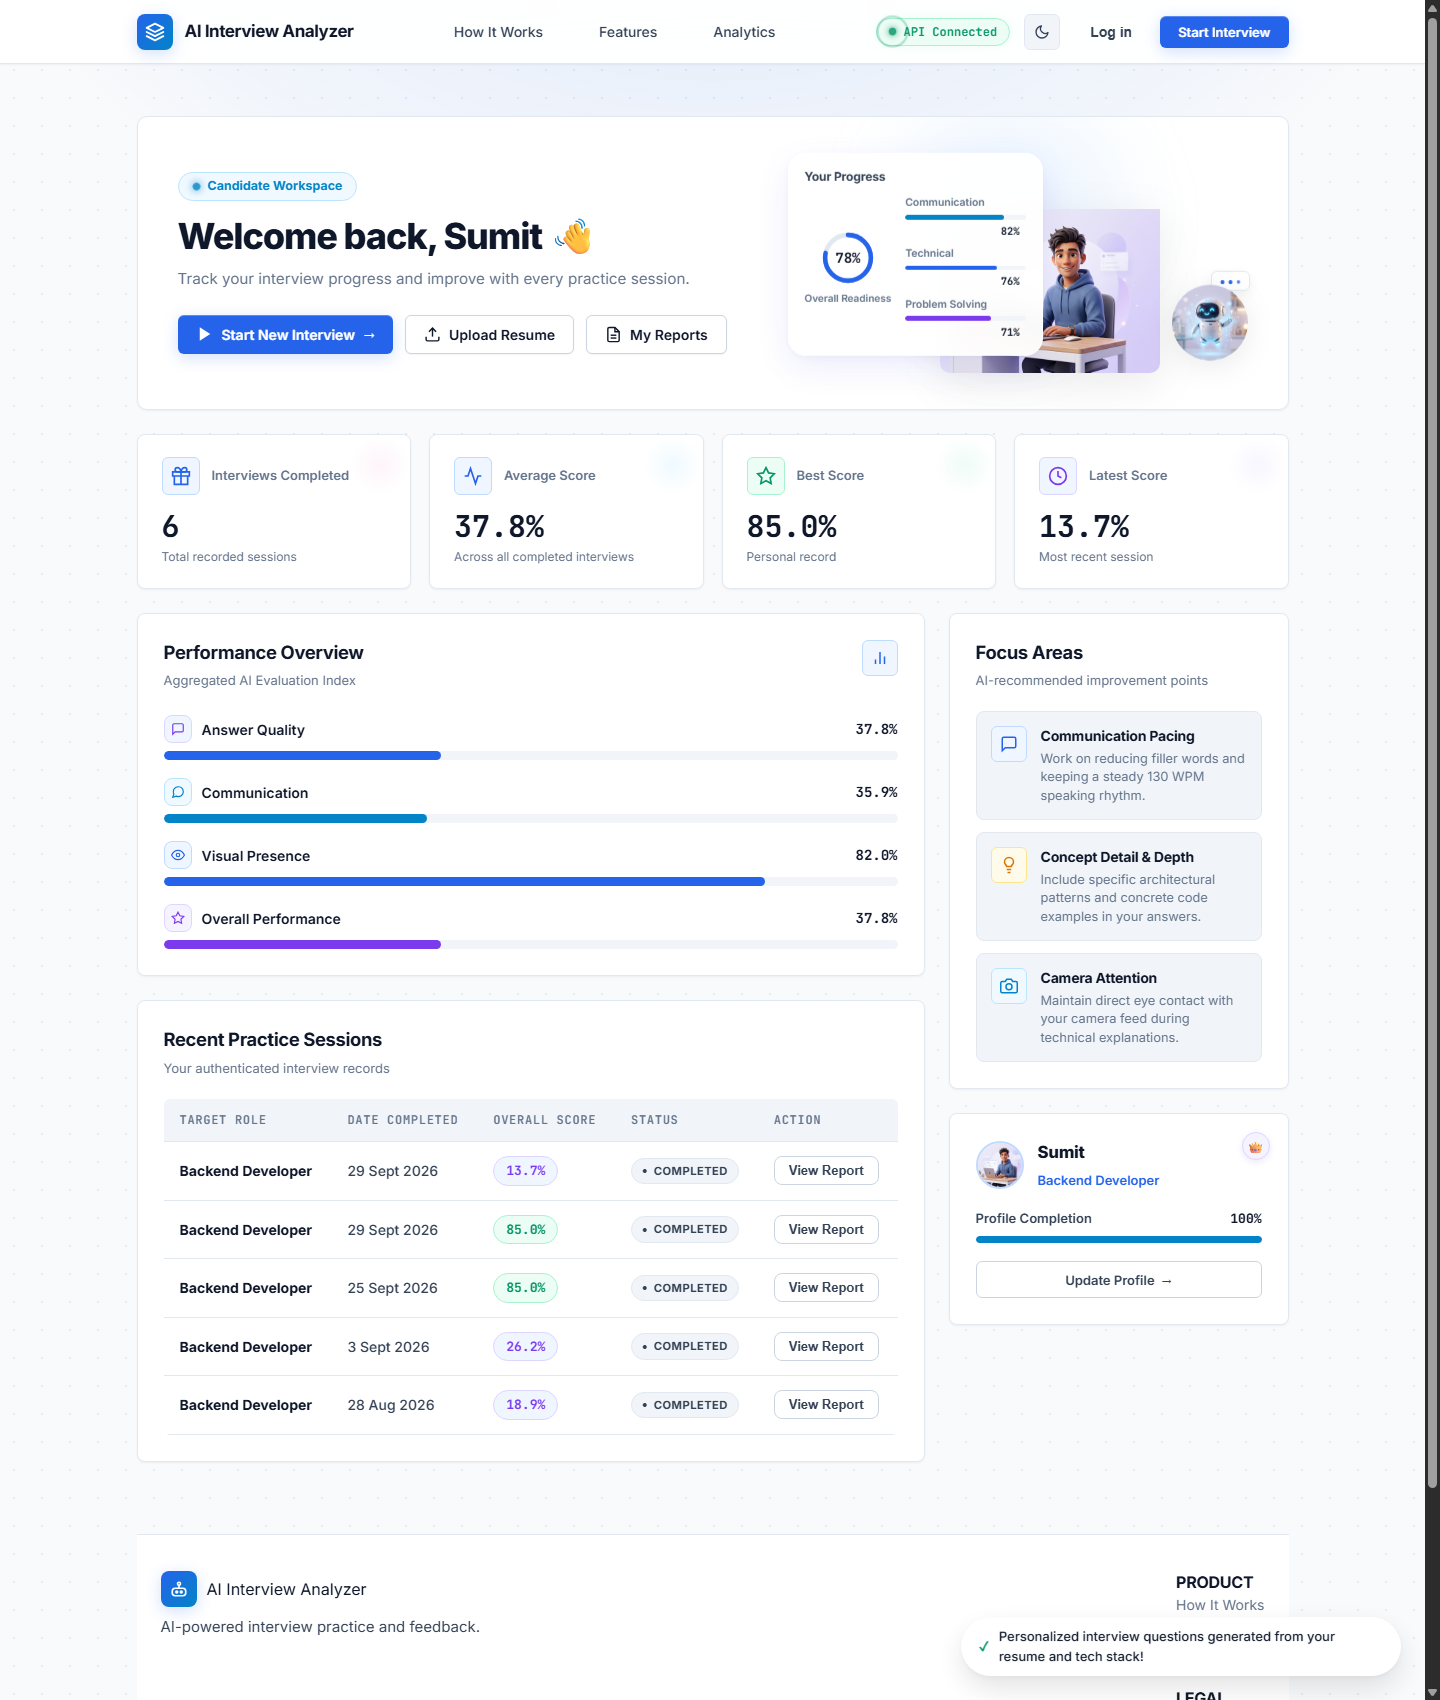 AI Interview Analyzer
How It Works
Features
Analytics
API Connected
Log in
Start Interview
Candidate Workspace
Welcome back, Sumit 👋
Track your interview progress and improve with every practice session.
Start New Interview →
Upload Resume
My Reports
Your Progress
78%
Overall Readiness
Communication
82%
Technical
76%
Problem Solving
71%
Interviews Completed
6
Total recorded sessions
Average Score
37.8%
Across all completed interviews
Best Score
85.0%
Personal record
Latest Score
13.7%
Most recent session
Performance Overview
Aggregated AI Evaluation Index
Answer Quality 37.8%
Communication 35.9%
Visual Presence 82.0%
Overall Performance 37.8%
Focus Areas
AI-recommended improvement points
Communication Pacing
Work on reducing filler words and
keeping a steady 130 WPM
speaking rhythm.
Concept Detail & Depth
Include specific architectural
patterns and concrete code
examples in your answers.
Camera Attention
Maintain direct eye contact with
your camera feed during
technical explanations.
Recent Practice Sessions
Your authenticated interview records
TARGET ROLE DATE COMPLETED OVERALL SCORE STATUS ACTION
Backend Developer 29 Sept 2026 13.7% • COMPLETED View Report
Backend Developer 29 Sept 2026 85.0% • COMPLETED View Report
Backend Developer 25 Sept 2026 85.0% • COMPLETED View Report
Backend Developer 3 Sept 2026 26.2% • COMPLETED View Report
Backend Developer 28 Aug 2026 18.9% • COMPLETED View Report
Sumit
Backend Developer
Profile Completion 100%
Update Profile →
AI Interview Analyzer
AI-powered interview practice and feedback.
PRODUCT
How It Works
✓ Personalized interview questions generated from your
resume and tech stack!
LEGAL